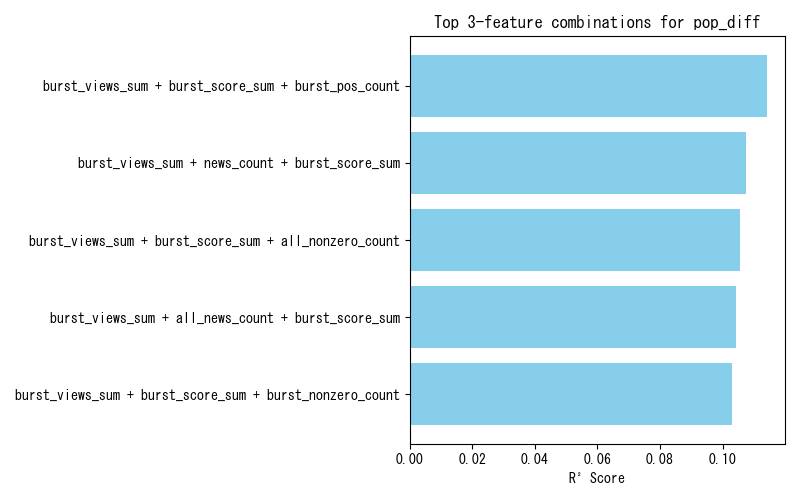 Top 3-feature combinations for pop_diff
burst_views_sum + burst_score_sum + burst_pos_count
burst_views_sum + news_count + burst_score_sum
burst_views_sum + burst_score_sum + all_nonzero_count
burst_views_sum + all_news_count + burst_score_sum
burst_views_sum + burst_score_sum + burst_nonzero_count
0.00 0.02 0.04 0.06 0.08 0.10
R² Score